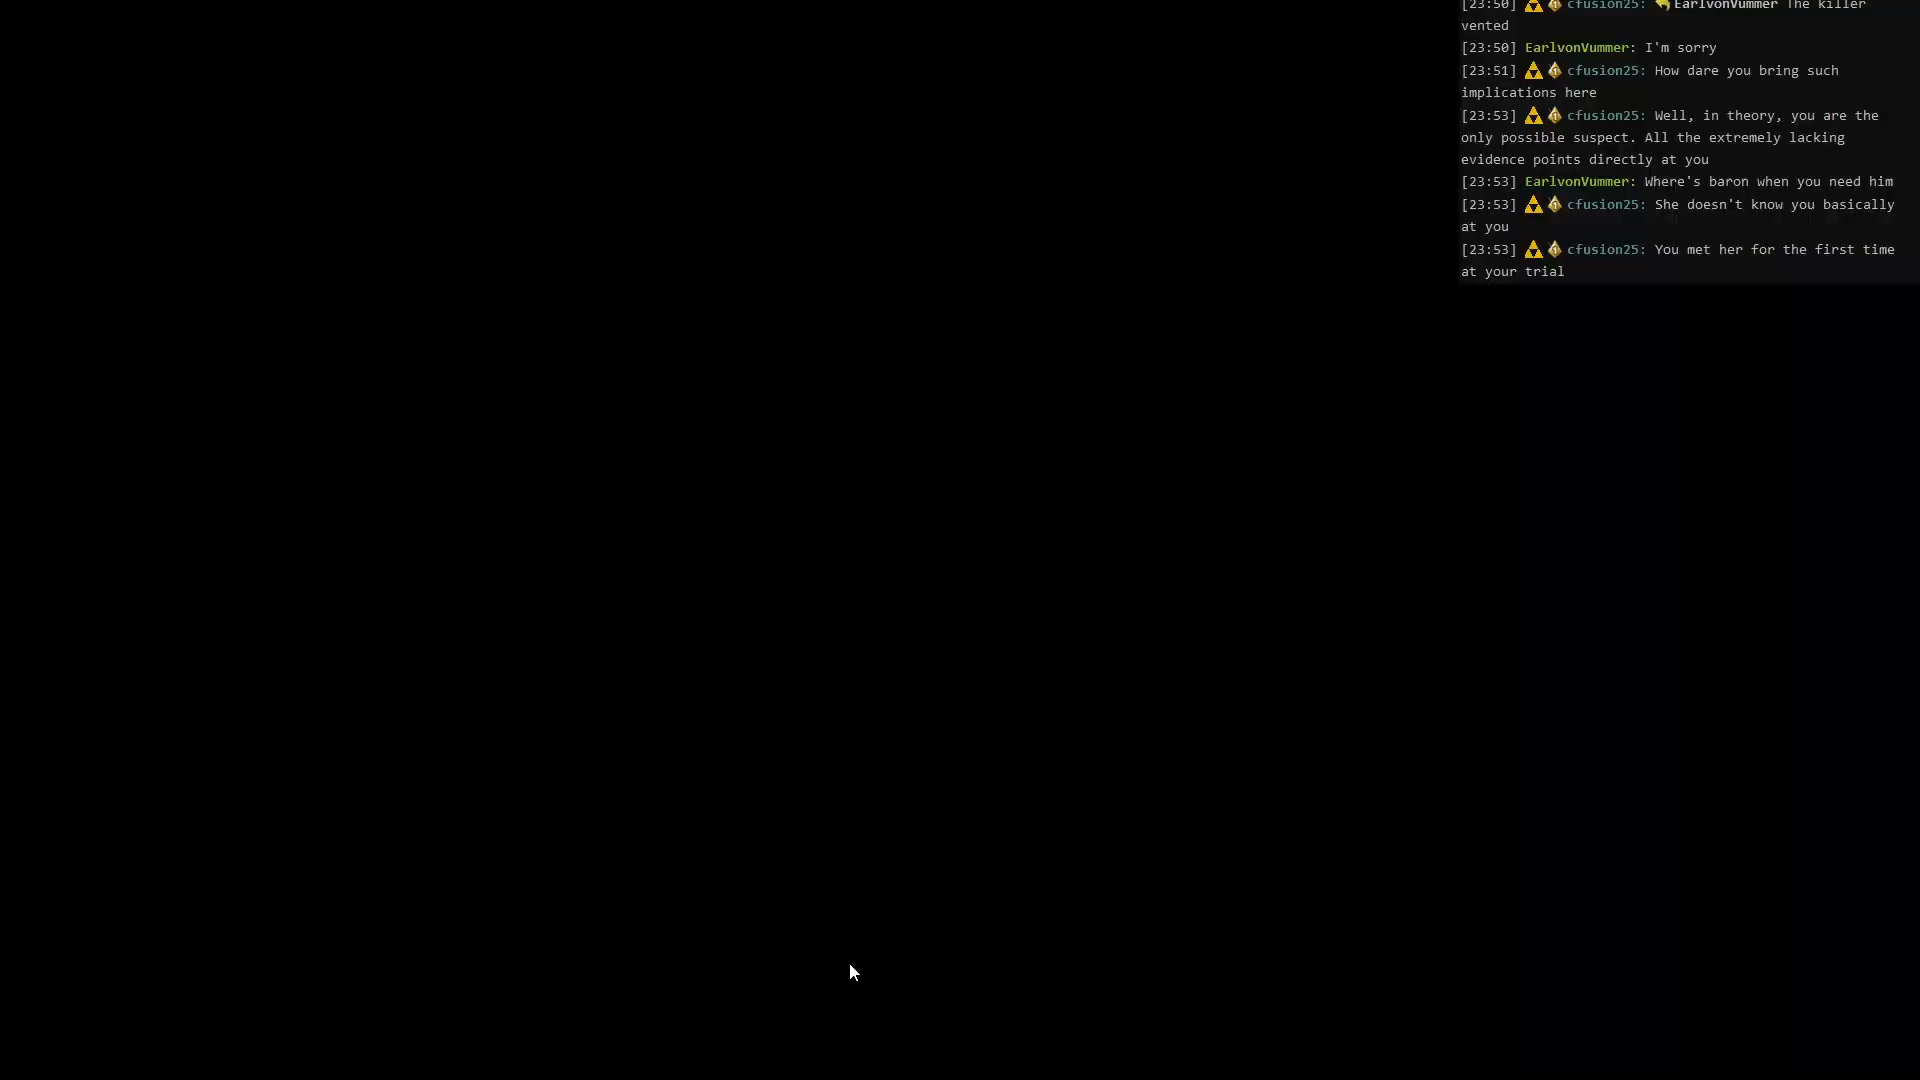 [23:50] cfusion25: EarlvonVummer The killer
vented
[23:50] EarlvonVummer: I'm sorry
[23:51] cfusion25: How dare you bring such
implications here
[23:53] cfusion25: Well, in theory, you are the
only possible suspect. All the extremely lacking
evidence points directly at you
[23:53] EarlvonVummer: Where's baron when you need him
[23:53] cfusion25: She doesn't know you basically
at you
[23:53] cfusion25: You met her for the first time
at your trial